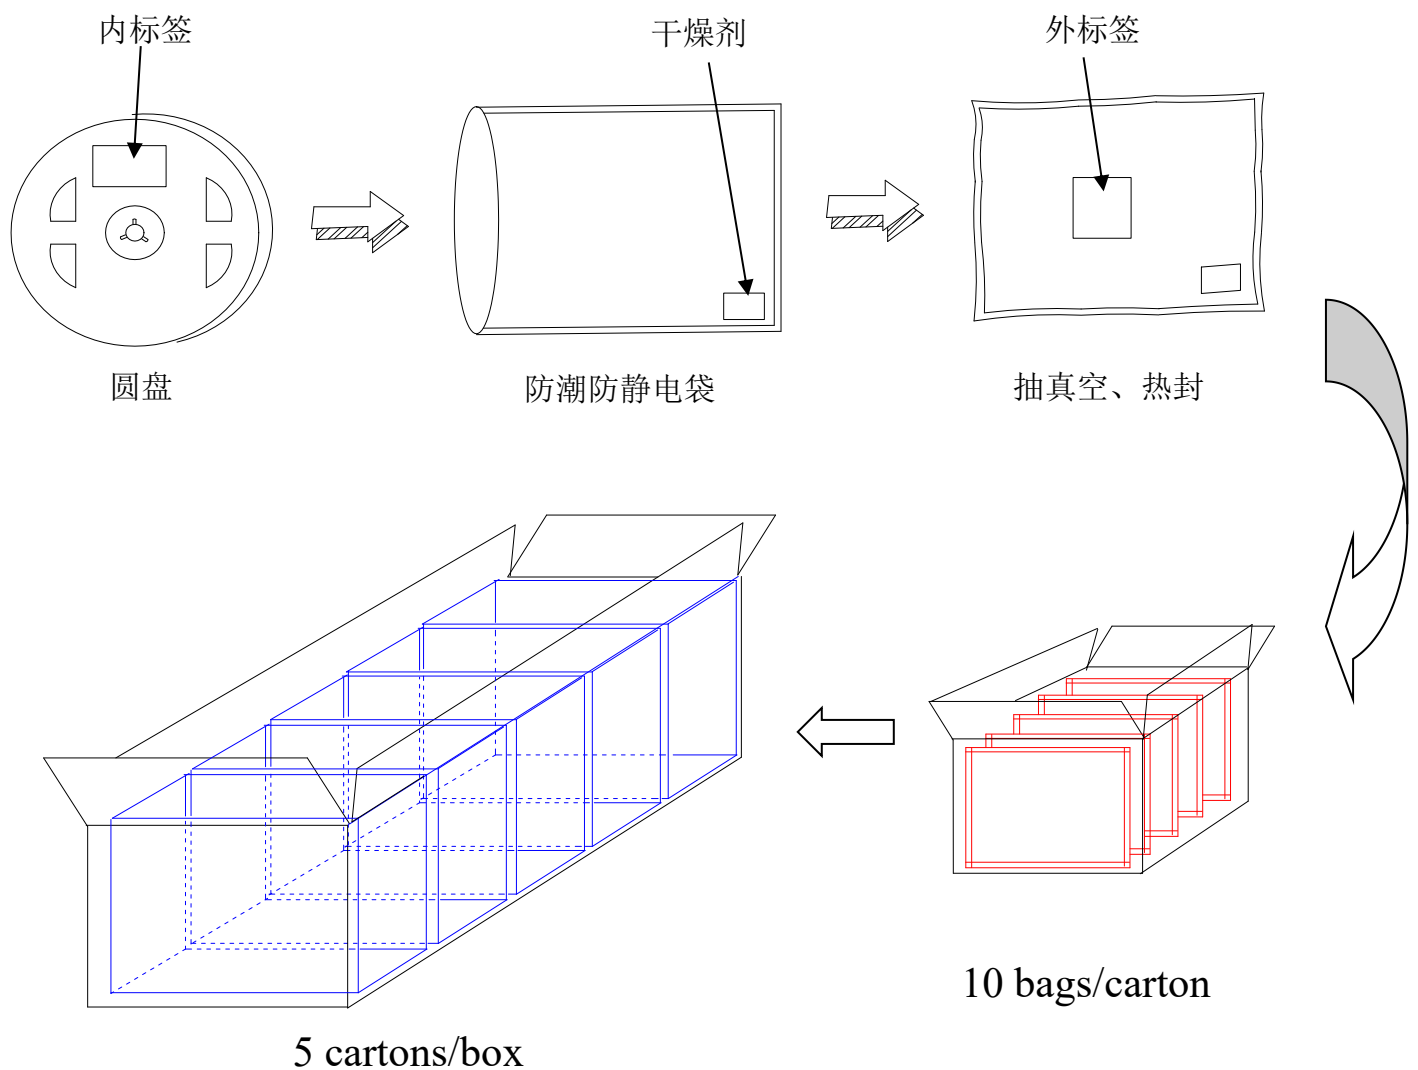 内标签
干燥剂
外标签
圆盘
防潮防静电袋
抽真空、热封
10 bags/carton
5 cartons/box